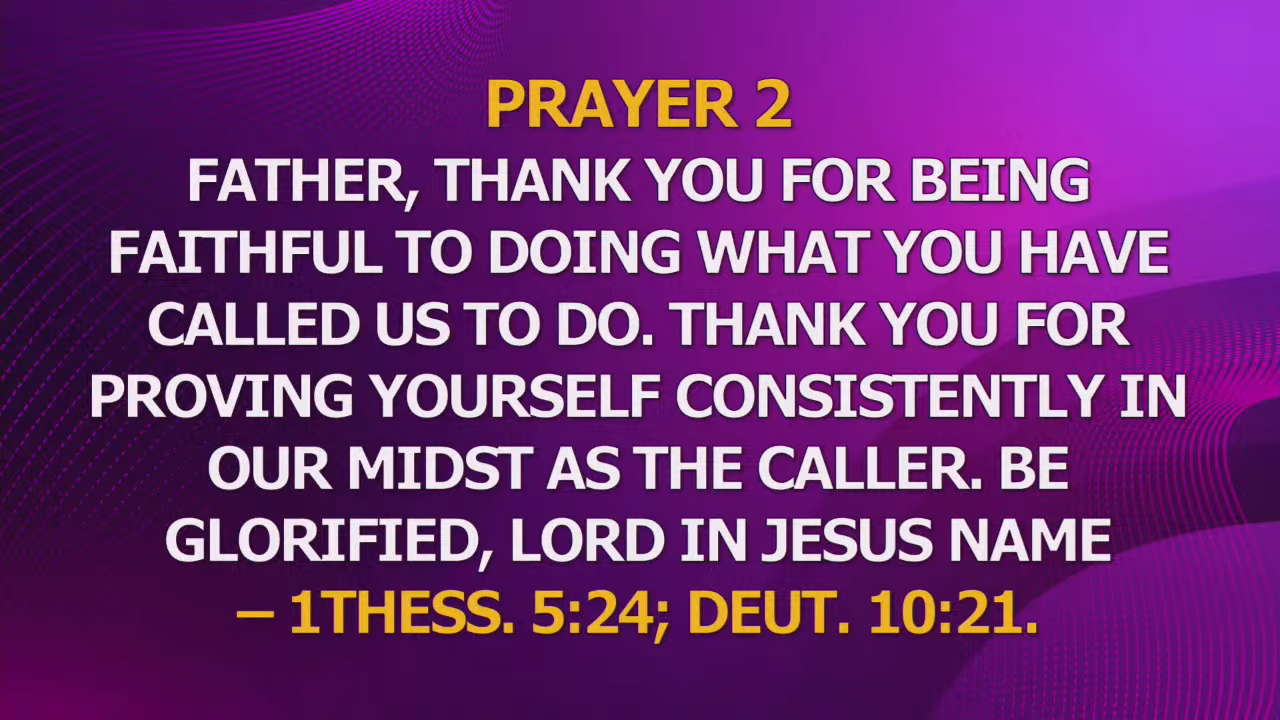 PRAYER 2
FATHER, THANK YOU FOR BEING
FAITHFUL TO DOING WHAT YOU HAVE
CALLED US TO DO. THANK YOU FOR
PROVING YOURSELF CONSISTENTLY IN
OUR MIDST AS THE CALLER. BE
GLORIFIED, LORD IN JESUS NAME
– 1THESS. 5:24; DEUT. 10:21.